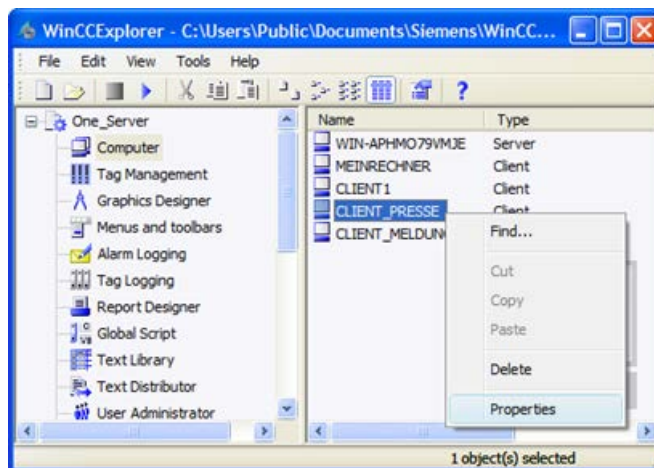 WinCCExplorer - C:\Users\Public\Documents\Siemens\WinCC...
File Edit View Tools Help
One_Server
Computer
Tag Management
Graphics Designer
Menus and toolbars
Alarm Logging
Tag Logging
Report Designer
Global Script
Text Library
Text Distributor
User Administrator
Name Type
WIN-APHMO79VMJE Server
MEINRECHNER Client
CLIENT1 Client
CLIENT_PRESSE Client
CLIENT_MELDUN
Find...
Cut
Copy
Paste
Delete
Properties
1 object(s) selected